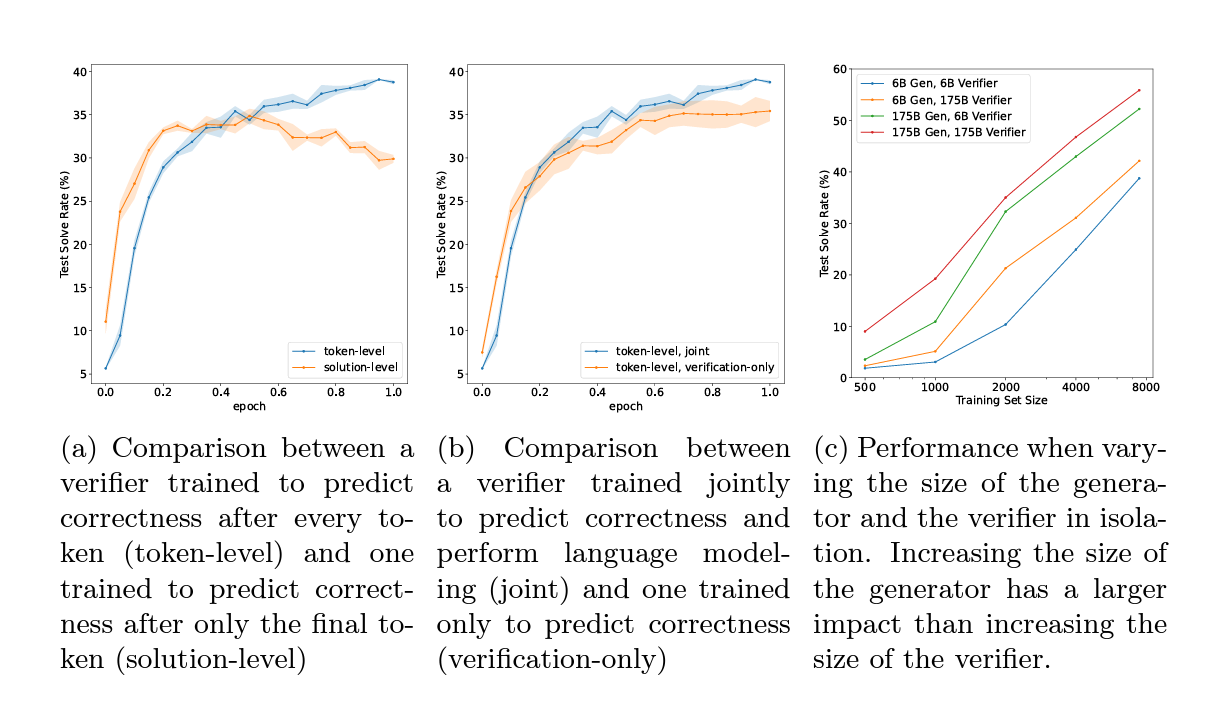 40
35
30
25
20
15
10
5
Test Solve Rate (%)
token-level
solution-level
0.0 0.2 0.4 0.6 0.8 1.0
epoch
40
35
30
25
20
15
10
5
Test Solve Rate (%)
token-level, joint
token-level, verification-only
0.0 0.2 0.4 0.6 0.8 1.0
epoch
60
50
40
30
20
10
0
Test Solve Rate (%)
6B Gen, 6B Verifier
6B Gen, 175B Verifier
175B Gen, 6B Verifier
175B Gen, 175B Verifier
500 1000 2000 4000 8000
Training Set Size
(a) Comparison between a
verifier trained to predict
correctness after every to-
ken (token-level) and one
trained to predict correct-
ness after only the final to-
ken (solution-level)
(b) Comparison between
a verifier trained jointly
to predict correctness and
perform language model-
ing (joint) and one trained
only to predict correctness
(verification-only)
(c) Performance when vary-
ing the size of the genera-
tor and the verifier in isola-
tion. Increasing the size of
the generator has a larger
impact than increasing the
size of the verifier.